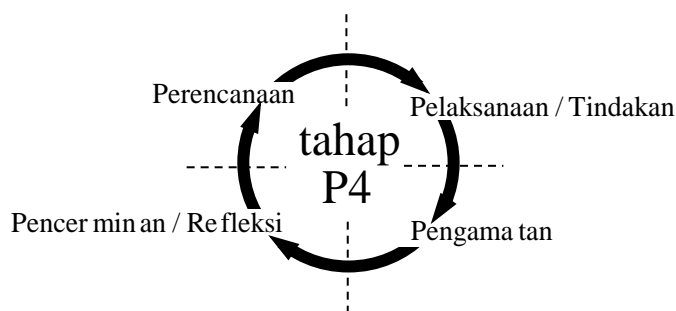 Perencanaan
Pelaksanaan / Tindakan
tahap
P4
Pencer min an / Re fleksi
Pengama tan